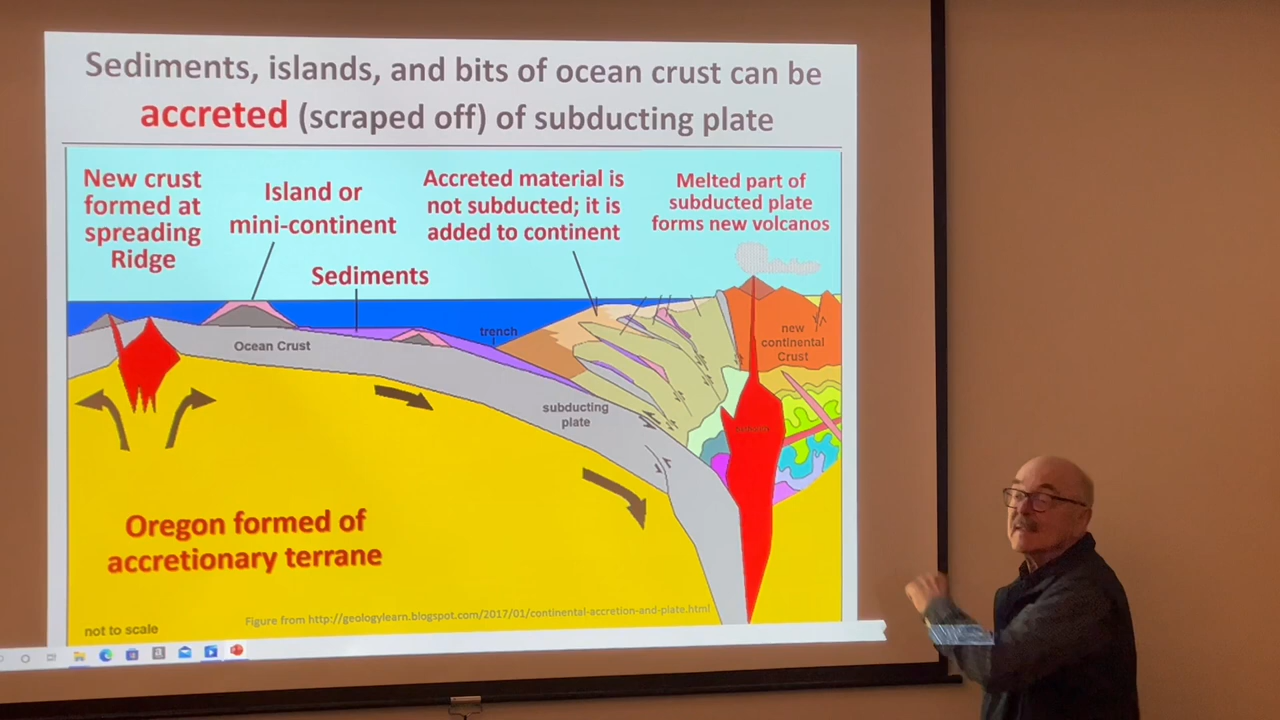 Sediments, islands, and bits of ocean crust can be
accreted (scraped off) of subducting plate
New crust
formed at
spreading
Ridge
Island or
mini-continent
Sediments
Accreted material is
not subducted; it is
added to continent
Melted part of
subducted plate
forms new volcanos
trench
Ocean Crust
new
continental
Crust
subducting
plate
Oregon formed of
accretionary terrane
Figure from http://geologylearn.blogspot.com/2017/01/continental-accretion-and-plate.html
not to scale